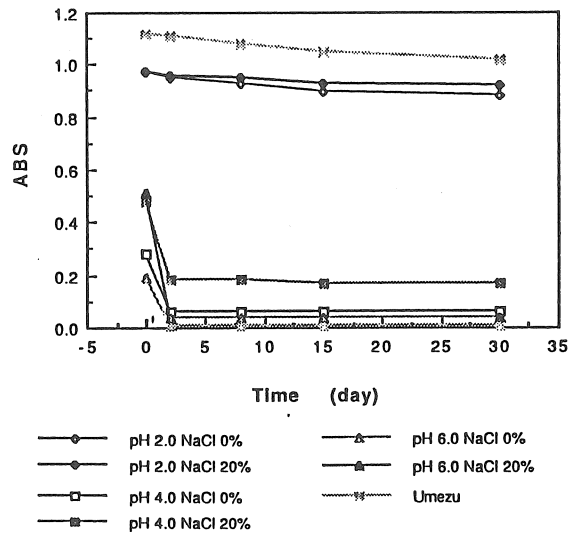 1.2
1.0
0.8
0.6
0.4
0.2
0.0
ABS
-5 0 5 10 15 20 25 30 35
Time (day)
pH 2.0 NaCl 0%
pH 2.0 NaCl 20%
pH 4.0 NaCl 0%
pH 4.0 NaCl 20%
pH 6.0 NaCl 0%
pH 6.0 NaCl 20%
Umezu